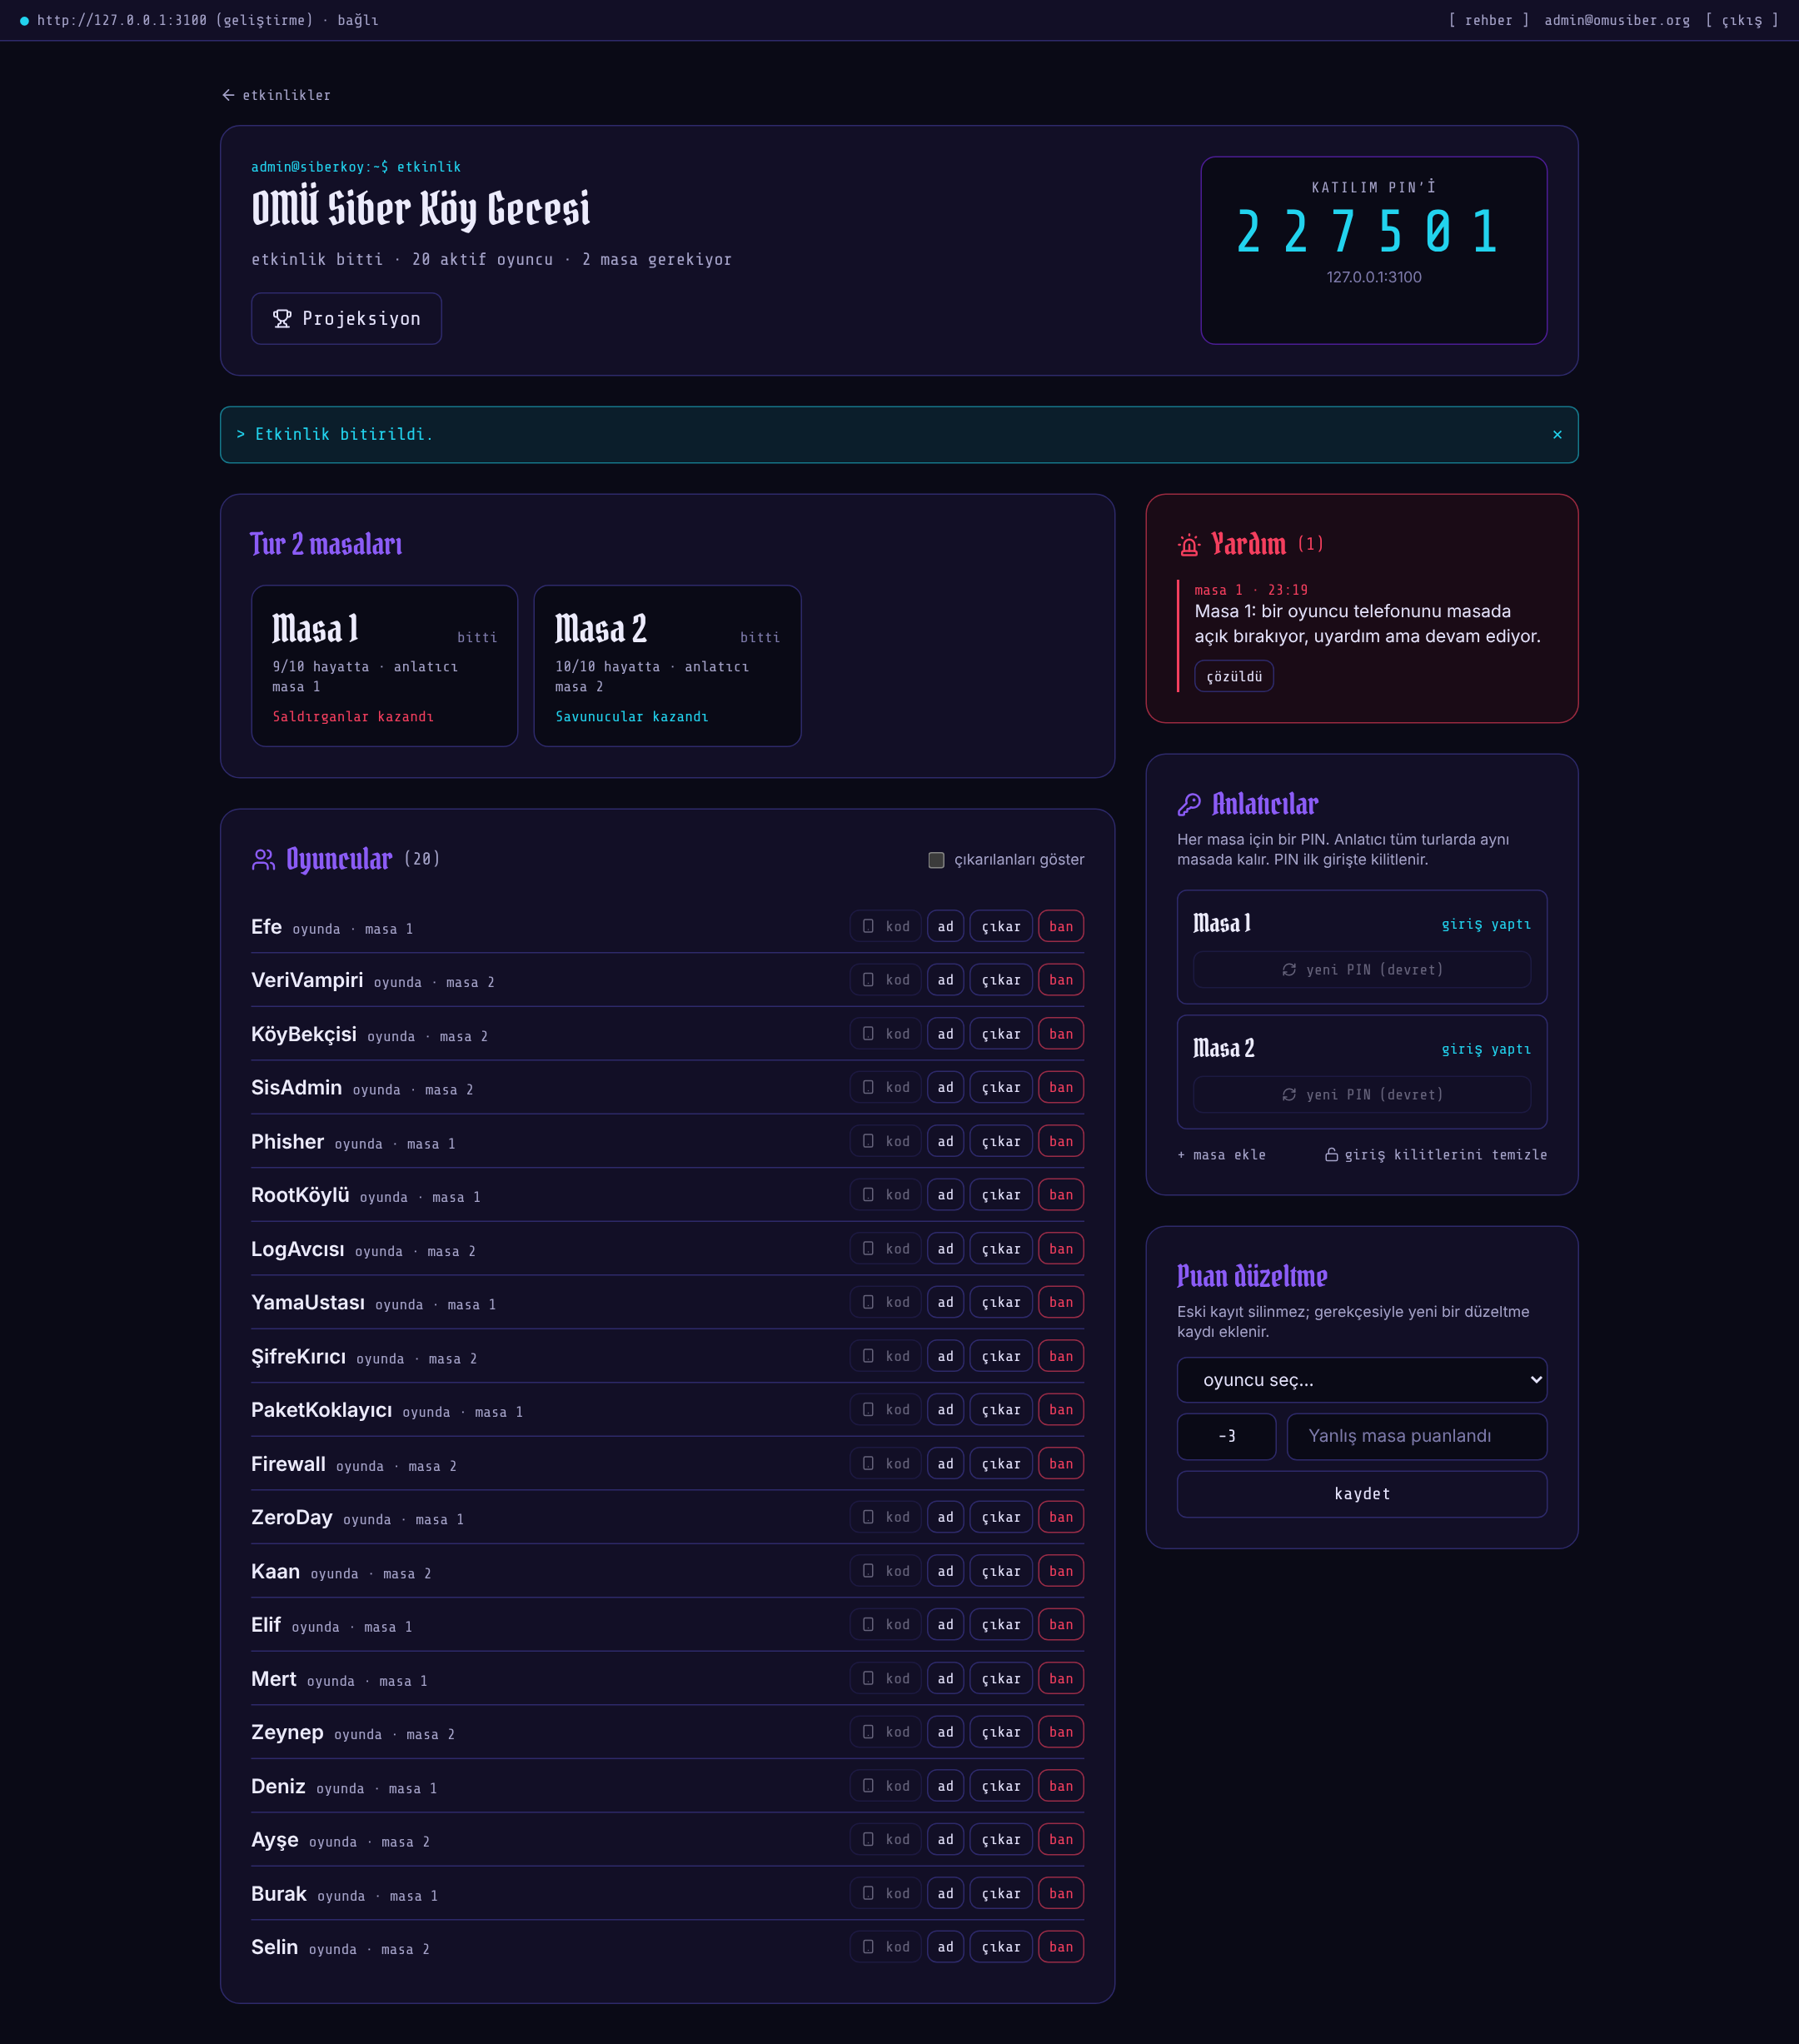 http://127.0.0.1:3100 (geliştirme) · bağlı
[ rehber ] admin@omusiber.org [ çıkış ]
← etkinlikler
admin@siberkoy:~$ etkinlik
OMÜ Siber Köy Gecesi
etkinlik bitti · 20 aktif oyuncu · 2 masa gerekiyor
Projeksiyon
KATILIM PIN'İ
227501
127.0.0.1:3100
> Etkinlik bitirildi.
×
Tur 2 masaları
Masa 1 bitti
9/10 hayatta · anlatıcı
masa 1
Saldırganlar kazandı
Masa 2 bitti
10/10 hayatta · anlatıcı
masa 2
Savunucular kazandı
Oyuncular (20)
çıkarılanları göster
Efe oyunda · masa 1 kod ad çıkar ban
VeriVampiri oyunda · masa 2 kod ad çıkar ban
KöyBekçisi oyunda · masa 2 kod ad çıkar ban
SisAdmin oyunda · masa 2 kod ad çıkar ban
Phisher oyunda · masa 1 kod ad çıkar ban
RootKöylü oyunda · masa 1 kod ad çıkar ban
LogAvcısı oyunda · masa 2 kod ad çıkar ban
YamaUstası oyunda · masa 1 kod ad çıkar ban
ŞifreKırıcı oyunda · masa 2 kod ad çıkar ban
PaketKoklayıcı oyunda · masa 1 kod ad çıkar ban
Firewall oyunda · masa 2 kod ad çıkar ban
ZeroDay oyunda · masa 1 kod ad çıkar ban
Kaan oyunda · masa 2 kod ad çıkar ban
Elif oyunda · masa 1 kod ad çıkar ban
Mert oyunda · masa 1 kod ad çıkar ban
Zeynep oyunda · masa 2 kod ad çıkar ban
Deniz oyunda · masa 1 kod ad çıkar ban
Ayşe oyunda · masa 2 kod ad çıkar ban
Burak oyunda · masa 1 kod ad çıkar ban
Selin oyunda · masa 2 kod ad çıkar ban
Yardım (1)
masa 1 · 23:19
Masa 1: bir oyuncu telefonunu masada
açık bırakıyor, uyardım ama devam ediyor.
çözüldü
Anlatıcılar
Her masa için bir PIN. Anlatıcı tüm turlarda aynı
masada kalır. PIN ilk girişte kilitlenir.
Masa 1 giriş yaptı
yeni PIN (devret)
Masa 2 giriş yaptı
yeni PIN (devret)
+ masa ekle giriş kilitlerini temizle
Puan düzeltme
Eski kayıt silinmez; gerekçesiyle yeni bir düzeltme
kaydı eklenir.
oyuncu seç...
-3 Yanlış masa puanlandı
kaydet